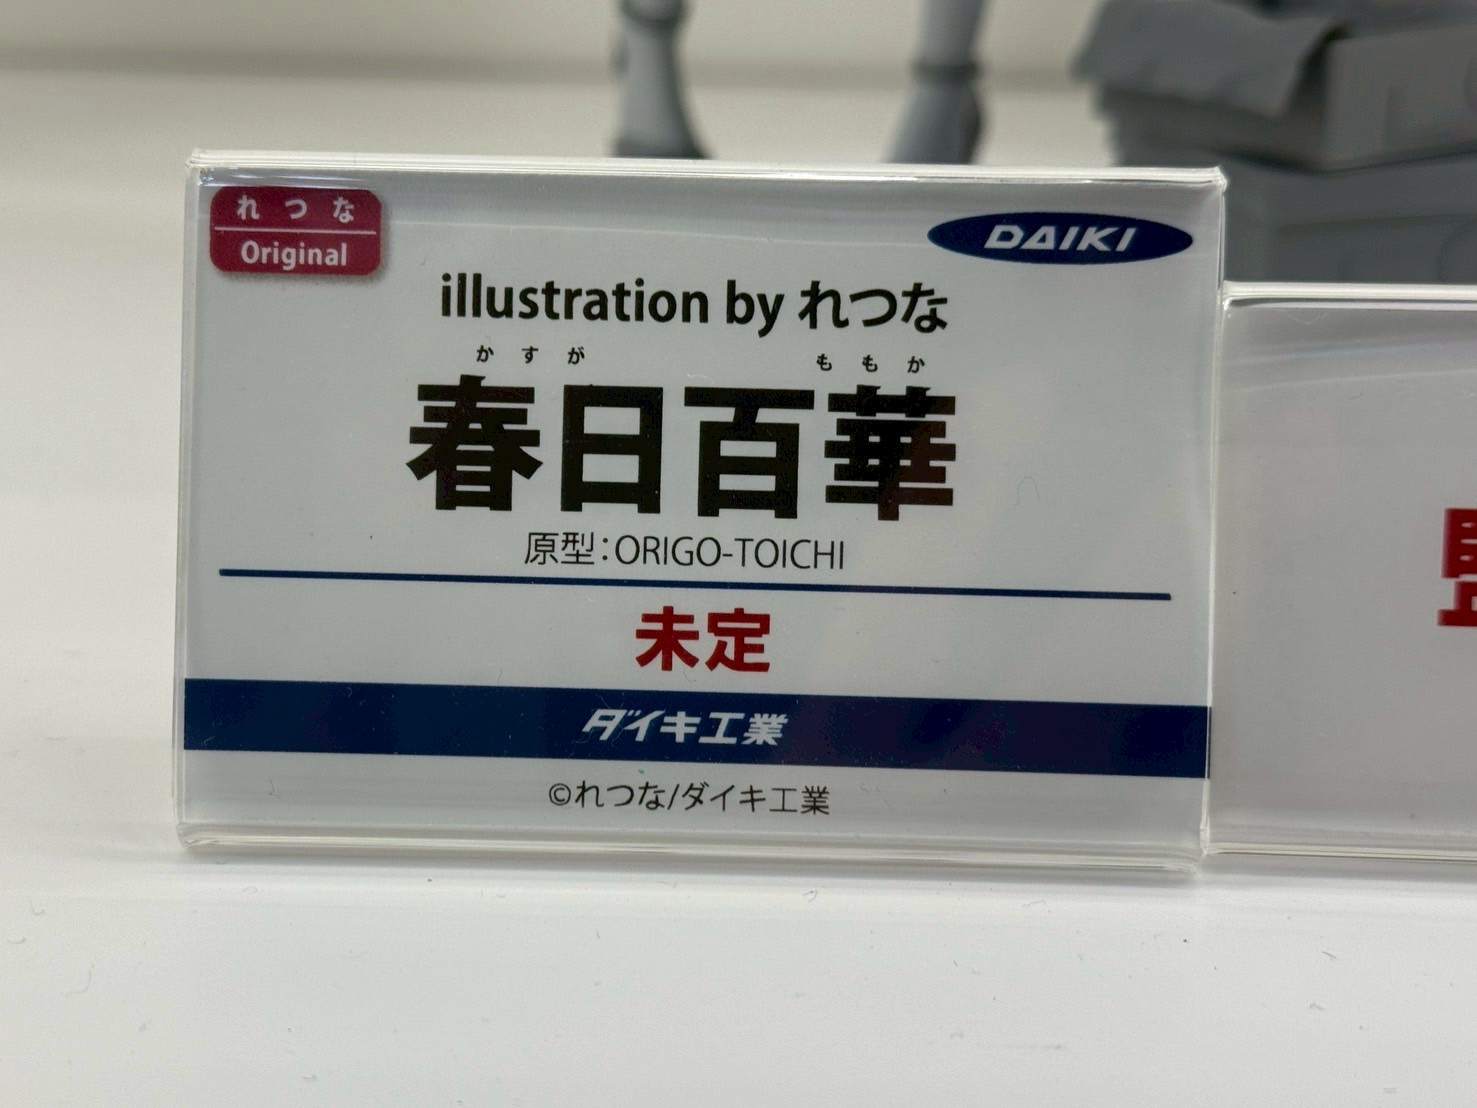 れつな
Original
DAIKI
illustration by れつな
かすが ももか
春日百華
原型：ORIGO-TOICHI
未定
ダイキ工業
©れつな/ダイキ工業